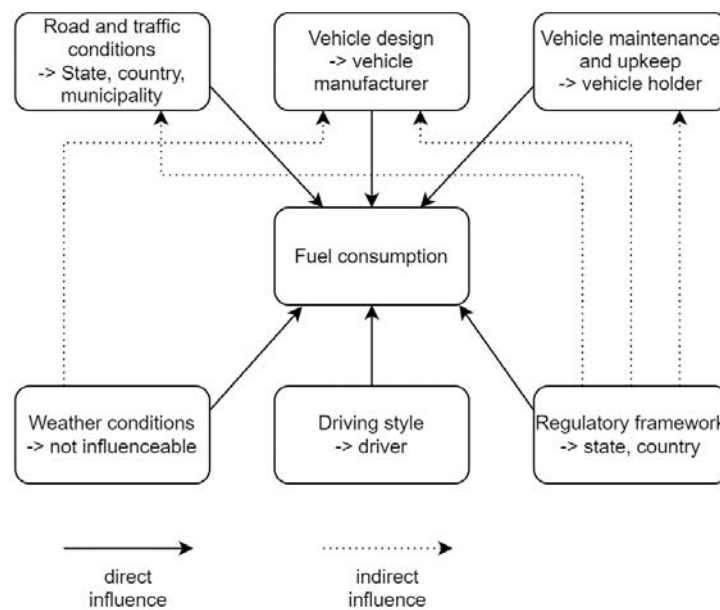 Road and traffic
conditions
-> State, country,
municipality
Vehicle design
-> vehicle
manufacturer
Vehicle maintenance
and upkeep
-> vehicle holder
Fuel consumption
Weather conditions
-> not influenceable
Driving style
-> driver
Regulatory framework
-> state, country
direct
influence
indirect
influence